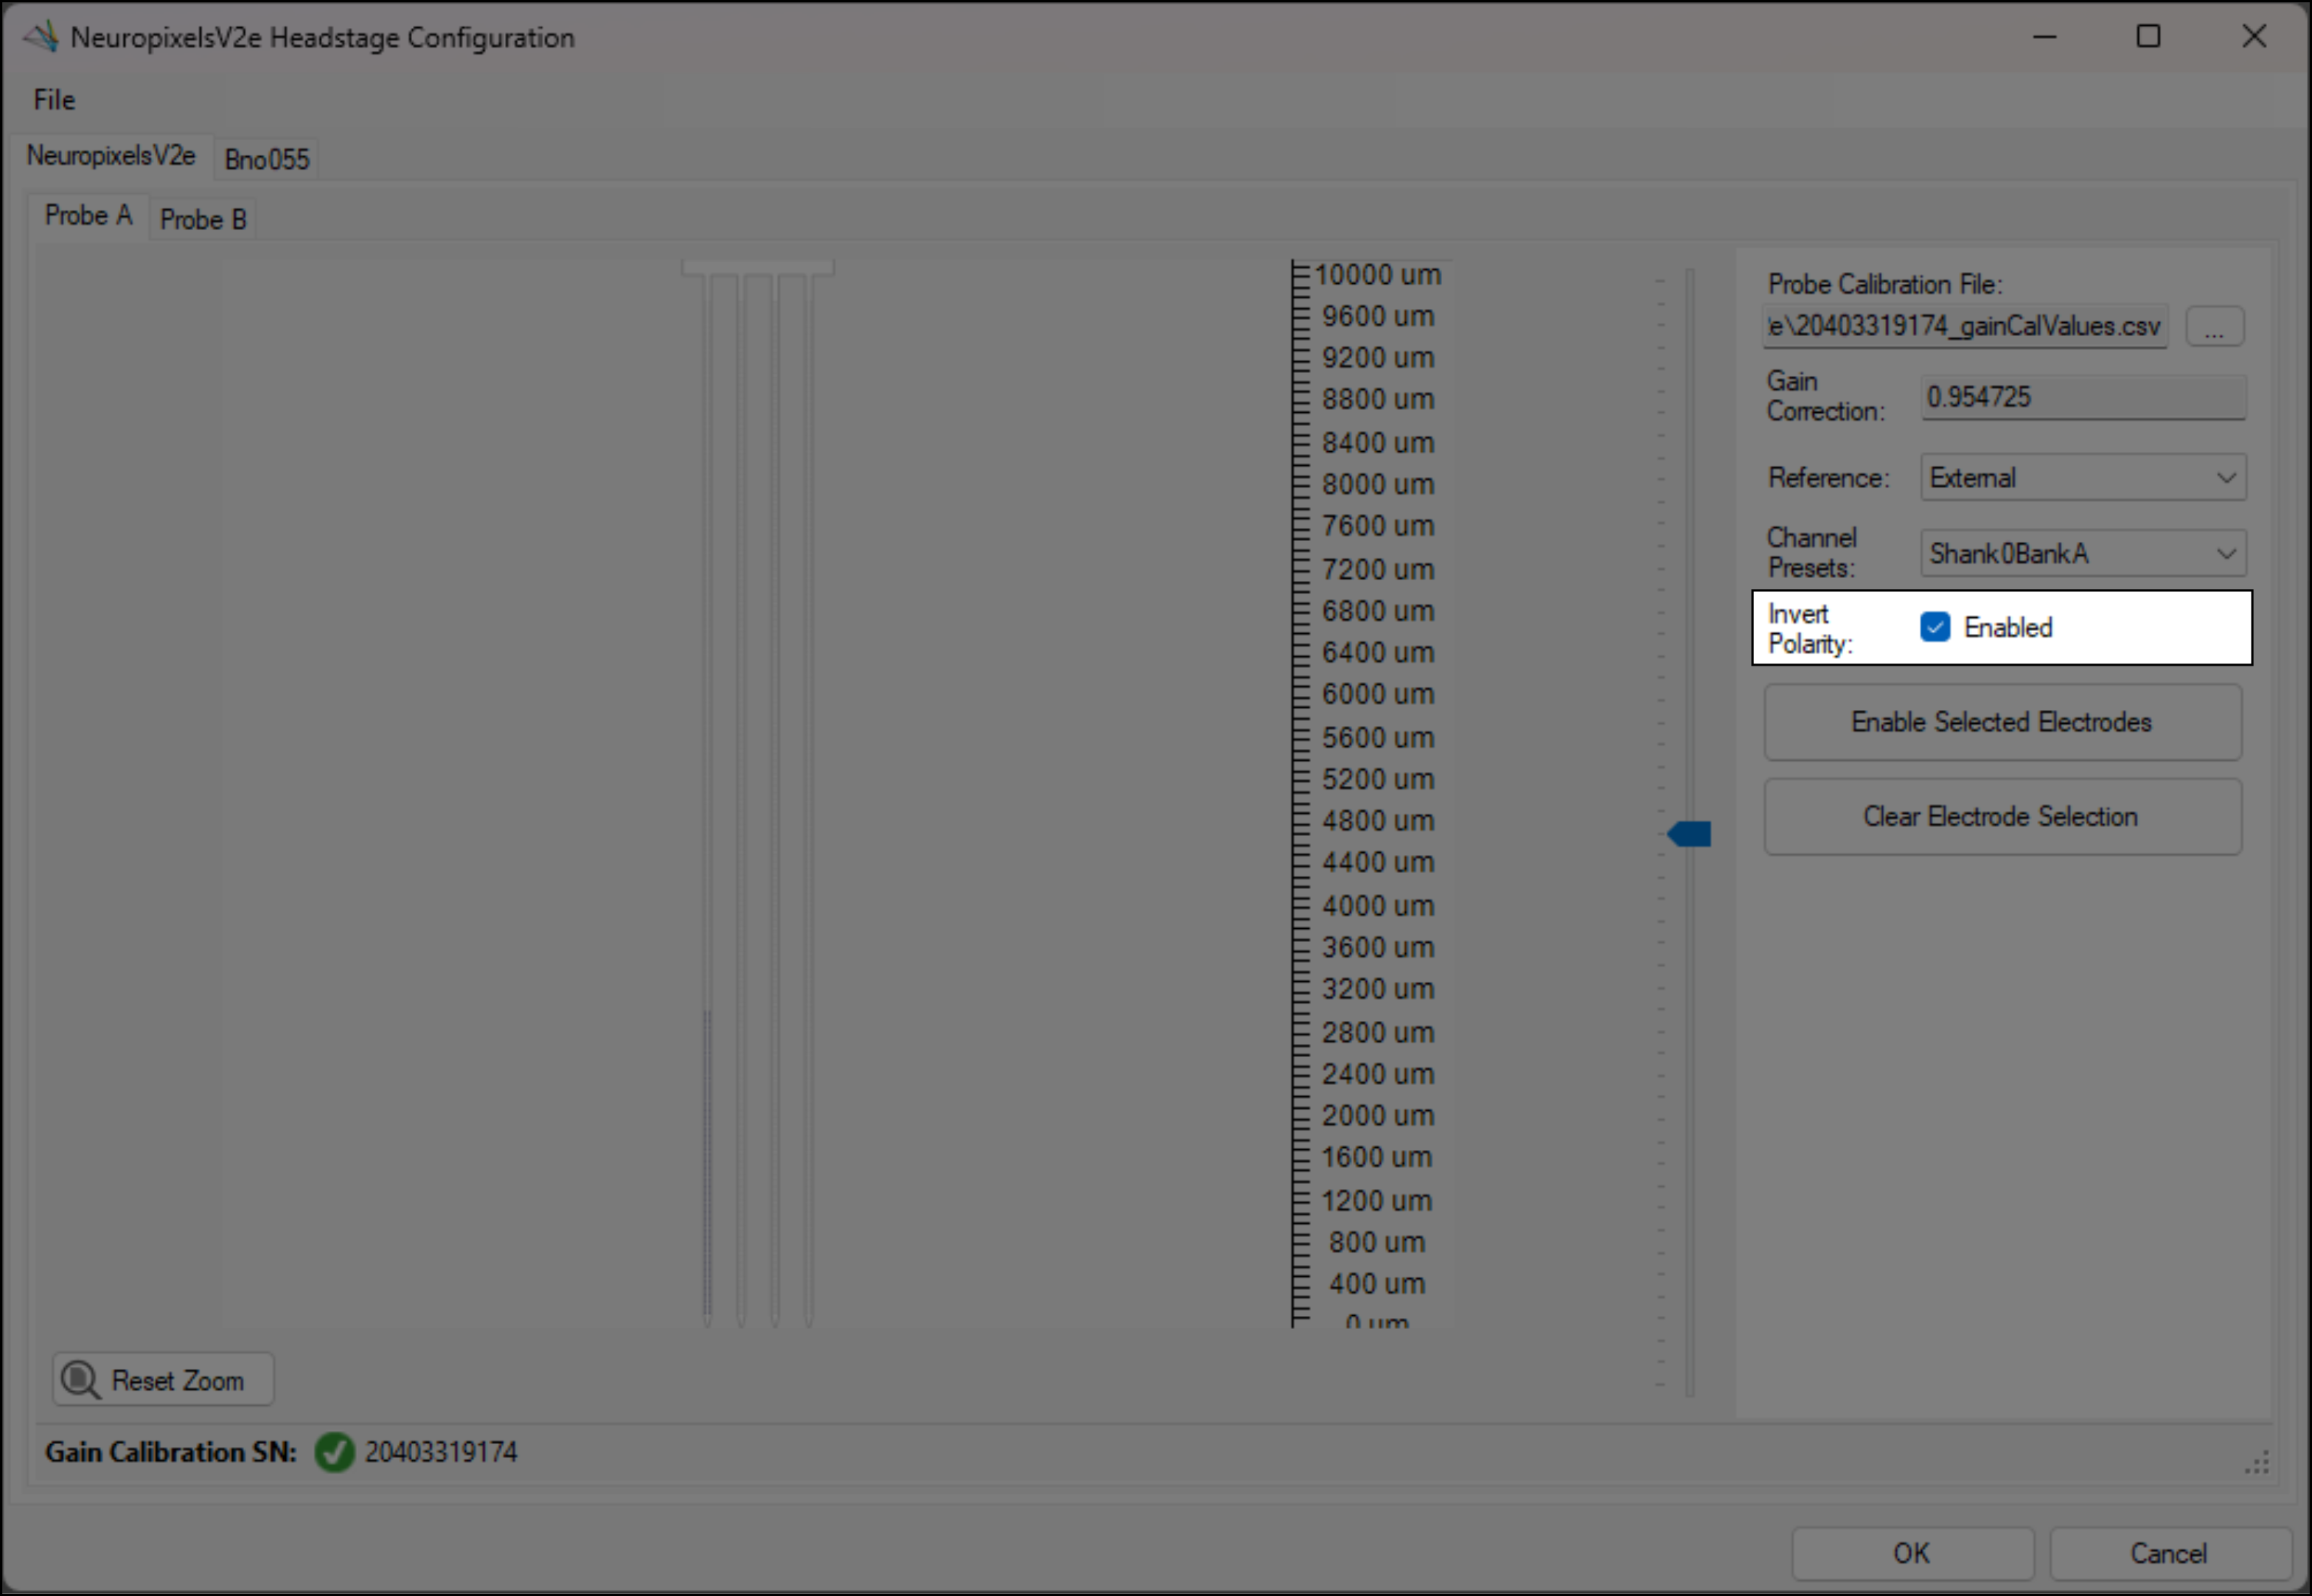 NeuropixelsV2e Headstage Configuration
File
NeuropixelsV2e
Bno055
Probe A
Probe B
10000 um
9600 um
9200 um
8800 um
8400 um
8000 um
7600 um
7200 um
6800 um
6400 um
6000 um
5600 um
5200 um
4800 um
4400 um
4000 um
3600 um
3200 um
2800 um
2400 um
2000 um
1600 um
1200 um
800 um
400 um
0 um
Probe Calibration File:
e\20403319174_gainCalValues.csv
...
Gain
Correction:
0.954725
Reference:
External
Channel
Presets:
Shank0BankA
Invert
Polarity:
Enabled
Enable Selected Electrodes
Clear Electrode Selection
Reset Zoom
Gain Calibration SN: 20403319174
OK
Cancel